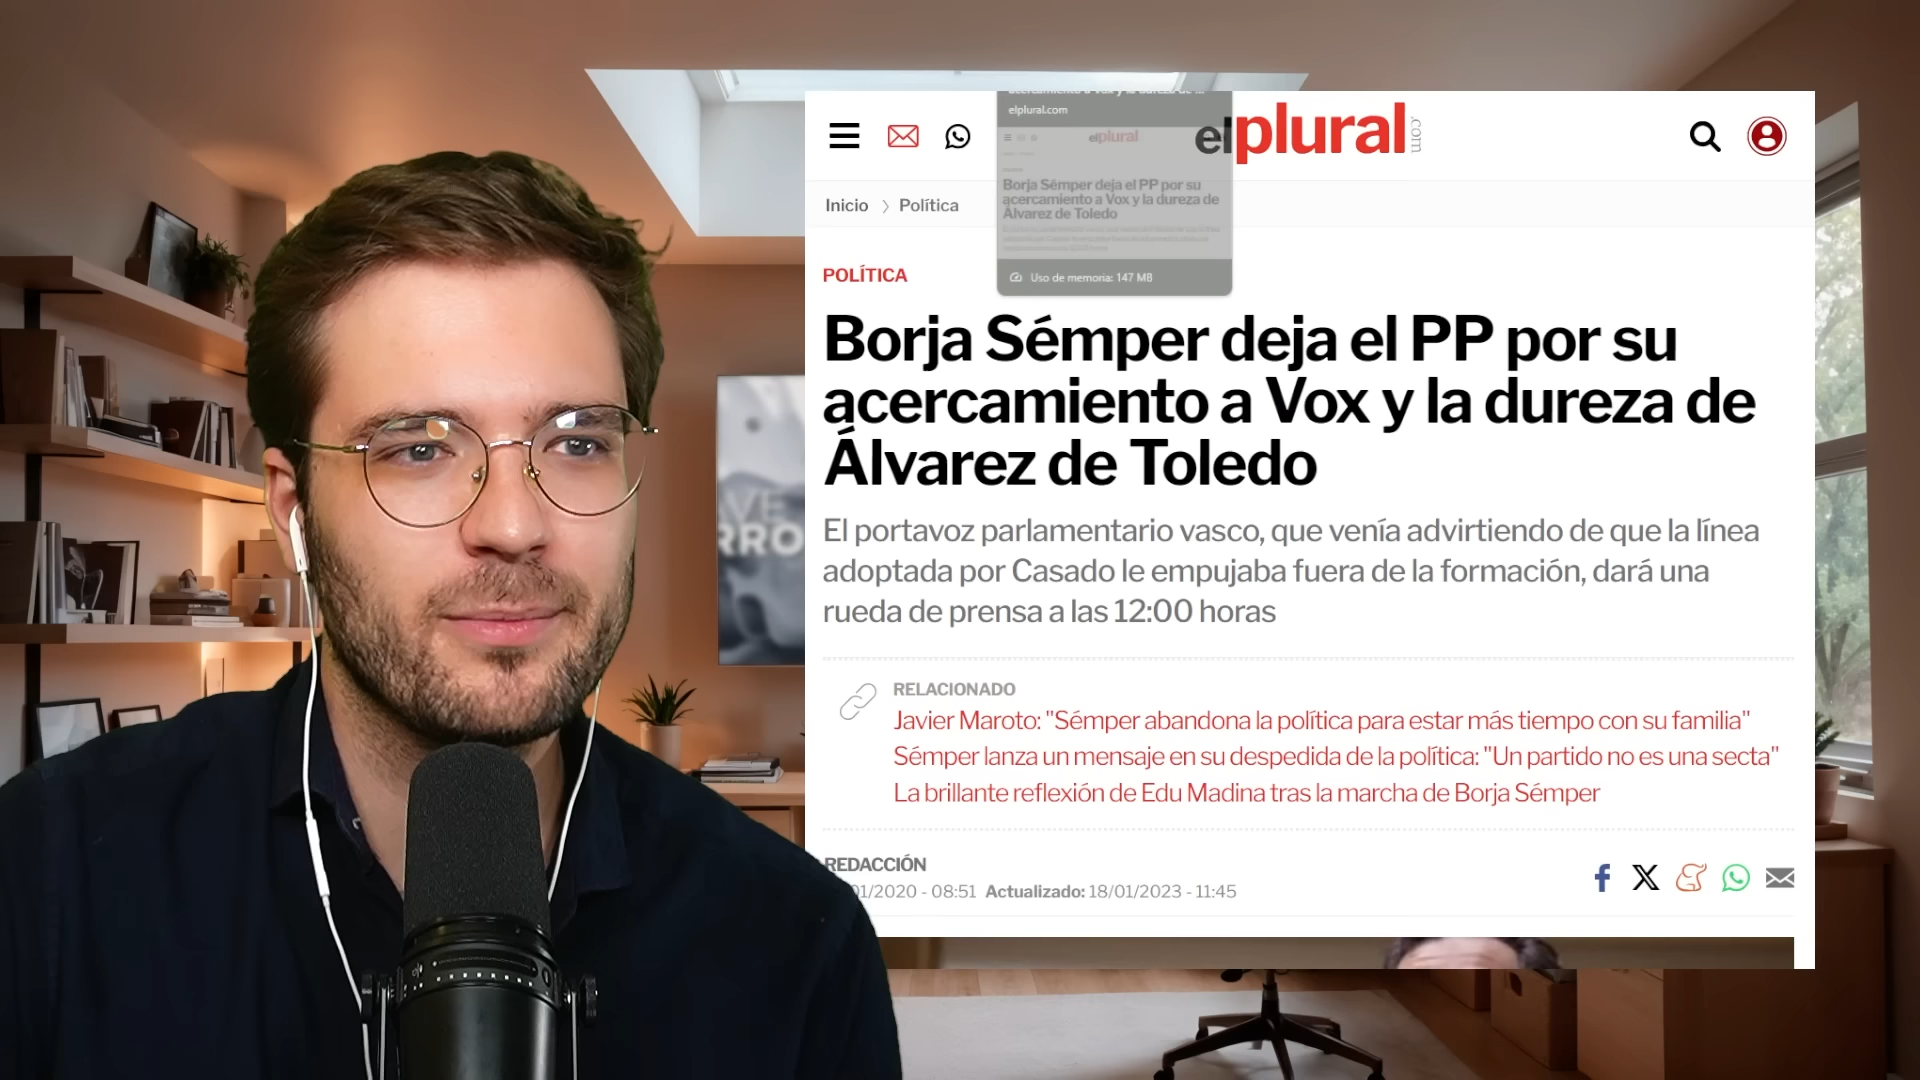 elplural.com
elplural
Borja Sémper deja el PP por su
acercamiento a Vox y la dureza de
Álvarez de Toledo
Uso de memoria: 147 MB
elplural.com
Inicio > Política
POLÍTICA
Borja Sémper deja el PP por su
acercamiento a Vox y la dureza de
Álvarez de Toledo
El portavoz parlamentario vasco, que venía advirtiendo de que la línea
adoptada por Casado le empujaba fuera de la formación, dará una
rueda de prensa a las 12:00 horas
RELACIONADO
Javier Maroto: "Sémper abandona la política para estar más tiempo con su familia"
Sémper lanza un mensaje en su despedida de la política: "Un partido no es una secta"
La brillante reflexión de Edu Madina tras la marcha de Borja Sémper
REDACCIÓN
01/2020 - 08:51 Actualizado: 18/01/2023 - 11:45